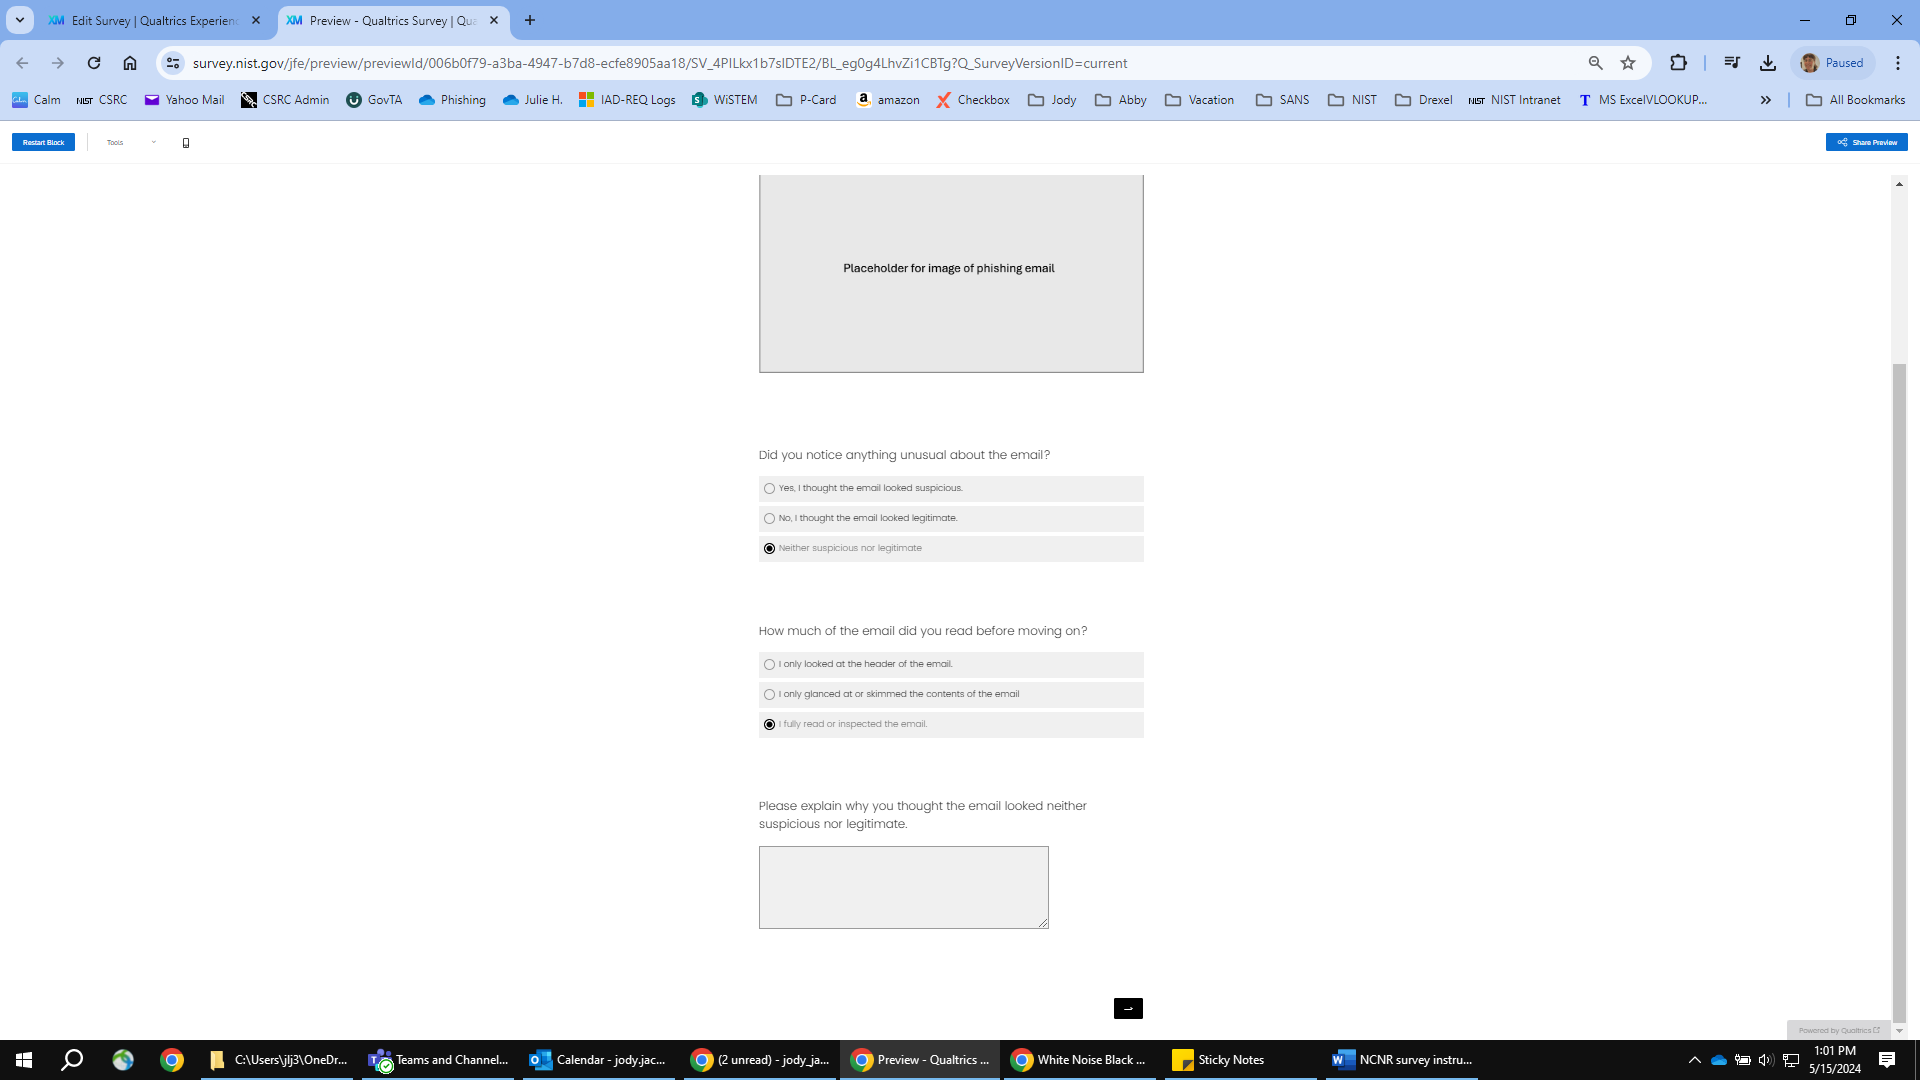 Edit Survey | Qualtrics Experienc
Preview - Qualtrics Survey | Qua
survey.nist.gov/jfe/preview/previewId/006b0f79-a3ba-4947-b7d8-ecfe8905aa18/SV_4PILkx1b7sIDTE2/BL_eg0g4LhvZi1CBTg?Q_SurveyVersionID=current
Paused
Calm
NIST CSRC
Yahoo Mail
CSRC Admin
GovTA
Phishing
Julie H.
IAD-REQ Logs
WiSTEM
P-Card
amazon
Checkbox
Jody
Abby
Vacation
SANS
NIST
Drexel
NIST NIST Intranet
T MS ExcelVLOOKUP...
All Bookmarks
Restart Block
Tools
Share Preview
Placeholder for image of phishing email
Did you notice anything unusual about the email?
Yes, I thought the email looked suspicious.
No, I thought the email looked legitimate.
Neither suspicious nor legitimate
How much of the email did you read before moving on?
I only looked at the header of the email.
I only glanced at or skimmed the contents of the email
I fully read or inspected the email.
Please explain why you thought the email looked neither
suspicious nor legitimate.
Powered by Qualtrics
C:\Users\jlj3\OneDr...
Teams and Channel...
Calendar - jody.jac...
(2 unread) - jody_ja...
Preview - Qualtrics ...
White Noise Black ...
Sticky Notes
NCNR survey instru...
1:01 PM
5/15/2024